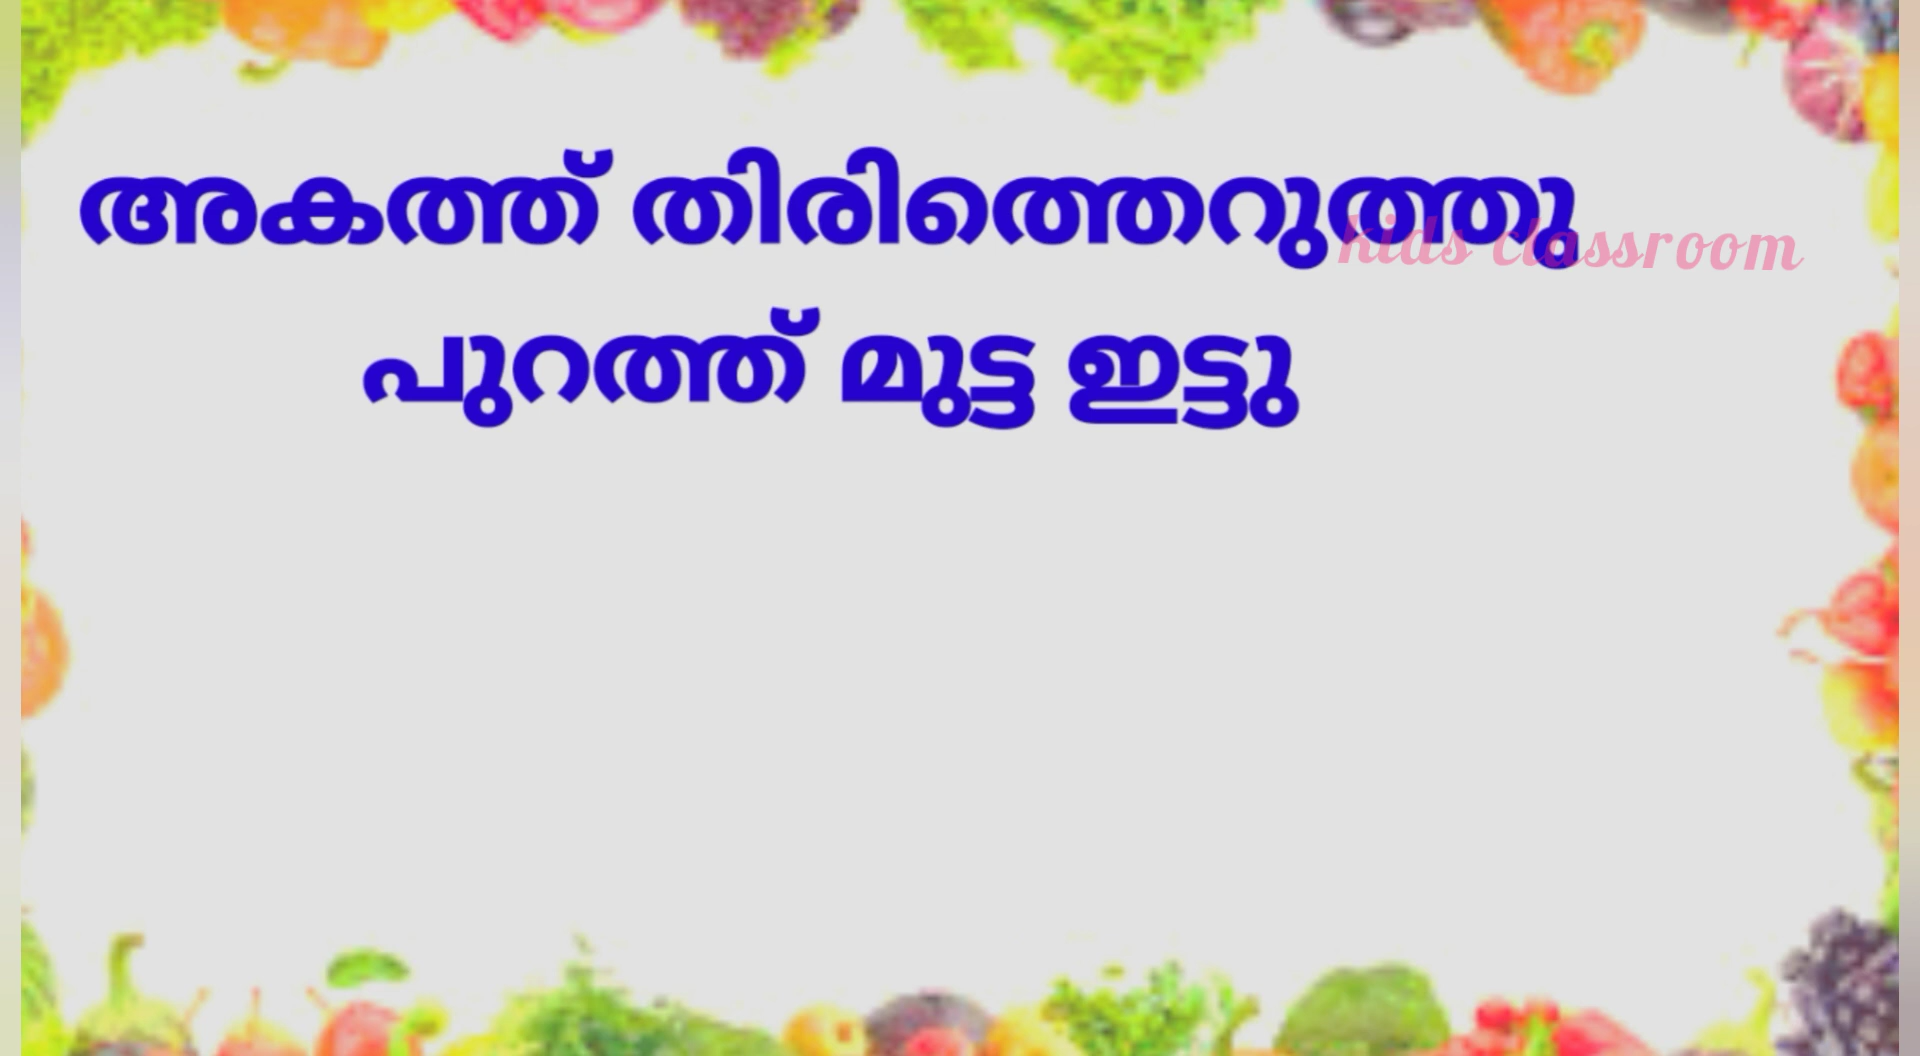 അകത്ത് തിരിത്തെറുത്തു
kids classroom
പുറത്ത് മുട്ട ഇട്ടു